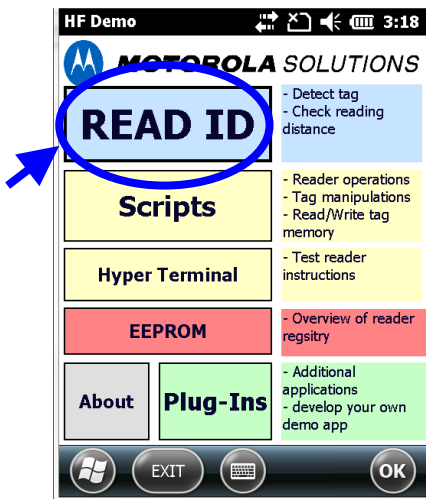 HF Demo 3:18
MOTOROLA SOLUTIONS
READ ID
- Detect tag
- Check reading
distance
Scripts
- Reader operations
- Tag manipulations
- Read/Write tag
memory
Hyper Terminal
- Test reader
instructions
EEPROM
- Overview of reader
regsitry
About
Plug-Ins
- Additional
applications
- develop your own
demo app
EXIT
OK